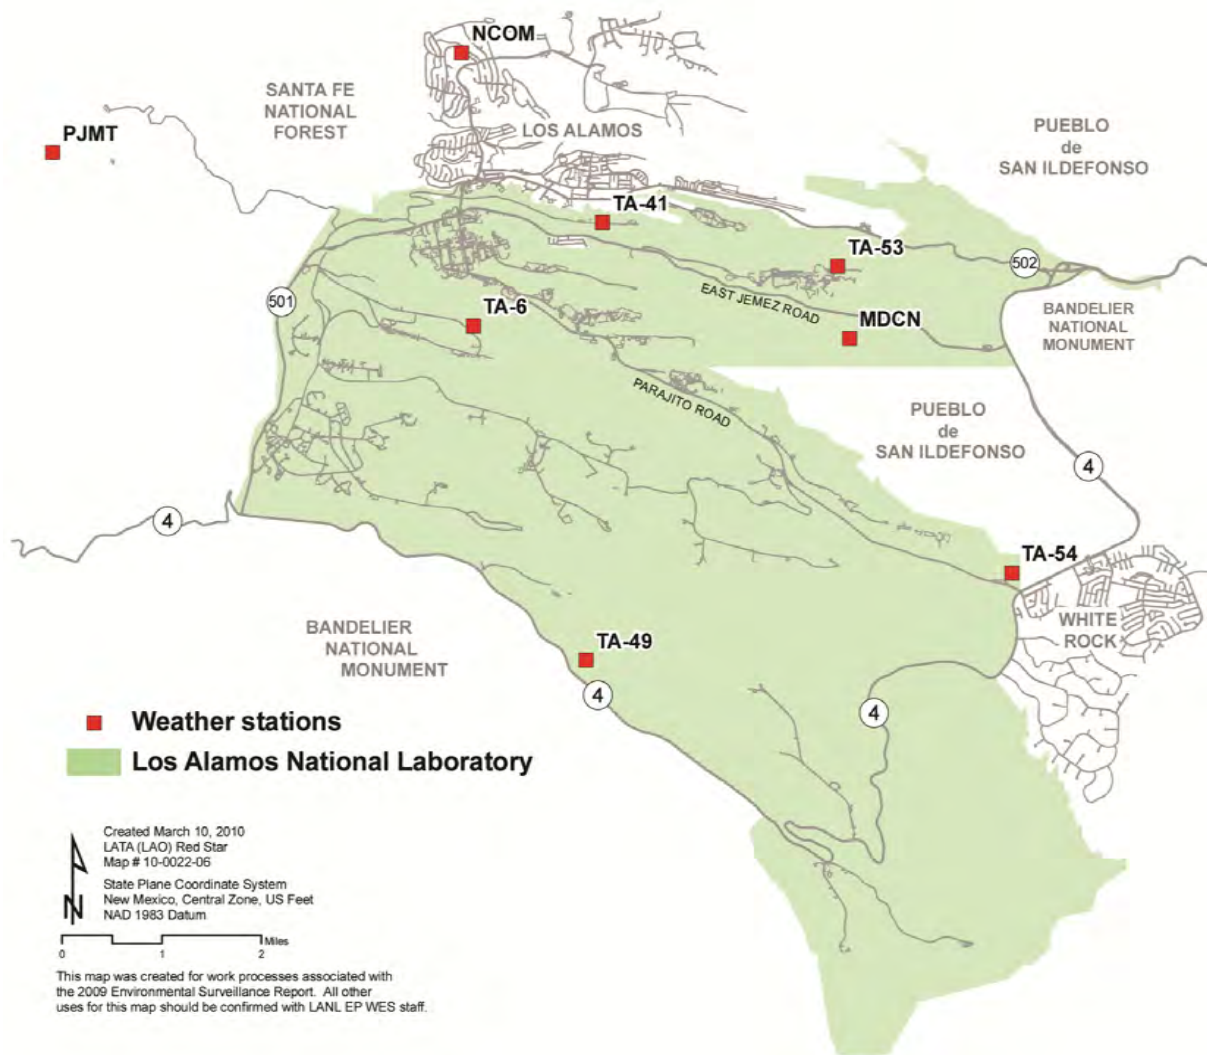 NCOM
SANTA FE
NATIONAL
FOREST
PJMT
LOS ALAMOS
PUEBLO
de
SAN ILDEFONSO
TA-41
TA-53
502
501
EAST JEMEZ ROAD
TA-6
MDCN
BANDELIER
NATIONAL
MONUMENT
PARAJITO ROAD
PUEBLO
de
SAN ILDEFONSO
4
4
TA-54
WHITE
ROCK
BANDELIER
NATIONAL
MONUMENT
TA-49
4
4
Weather stations
Los Alamos National Laboratory
Created March 10, 2010
LATA (LAO) Red Star
Map # 10-0022-06
State Plane Coordinate System
New Mexico, Central Zone, US Feet
NAD 1983 Datum
N
Miles
0 1 2
This map was created for work processes associated with
the 2009 Environmental Surveillance Report. All other
uses for this map should be confirmed with LANL EP WES staff.